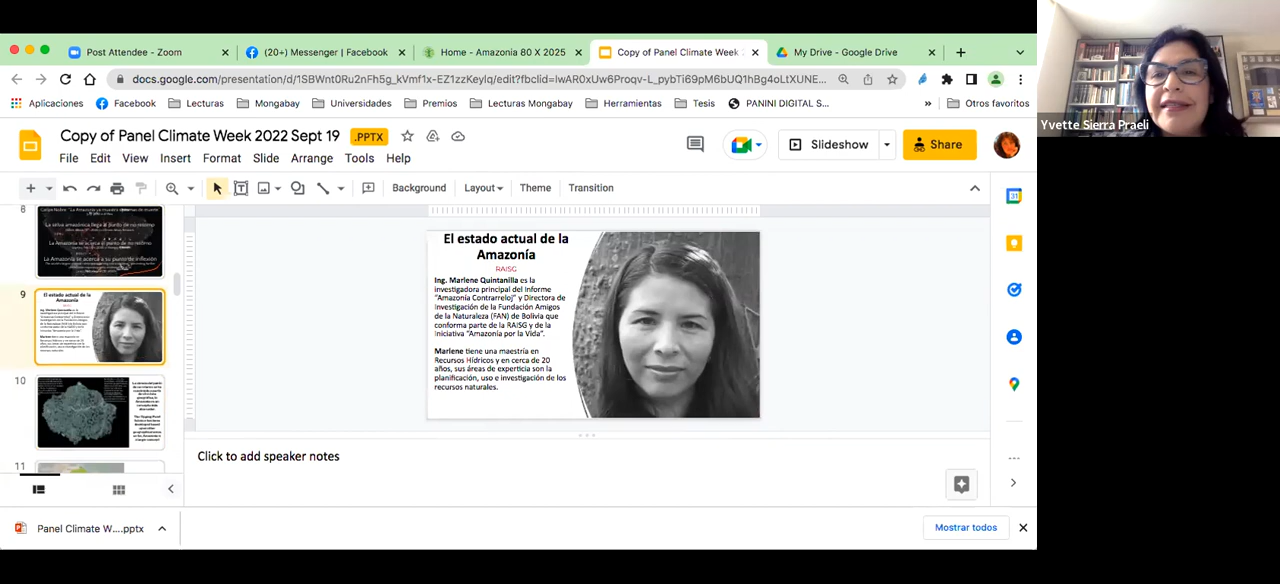 Post Attendee - Zoom
(20+) Messenger | Facebook
Home - Amazonia 80 X 2025
Copy of Panel Climate Week
My Drive - Google Drive
docs.google.com/presentation/d/
Aplicaciones
Facebook
Lecturas
Mongabay
Universidades
Premios
Lecturas Mongabay
Herramientas
Tesis
PANINI DIGITAL S...
Otros favoritos
Copy of Panel Climate Week 2022 Sept 19
.PPTX
File Edit View Insert Format Slide Arrange Tools Help
Slideshow
Share
Background
Layout
Theme
Transition
8
9
10
11
El estado actual de la
Amazonía
RAISG
Ing. Marlene Quintanilla es la
investigadora principal del Informe
"Amazonía Contrarreloj" y Directora de
Investigación de la Fundación Amigos
de la Naturaleza (FAN) de Bolivia que
conforma parte de la RAISG y de la
Iniciativa "Amazonía por la Vida".
Marlene tiene una maestría en
Recursos Hídricos y en cerca de 20
años, sus áreas de experticia son la
planificación, uso e investigación de los
recursos naturales.
Click to add speaker notes
Panel Climate W....pptx
Mostrar todos
Yvette Sierra Praeli